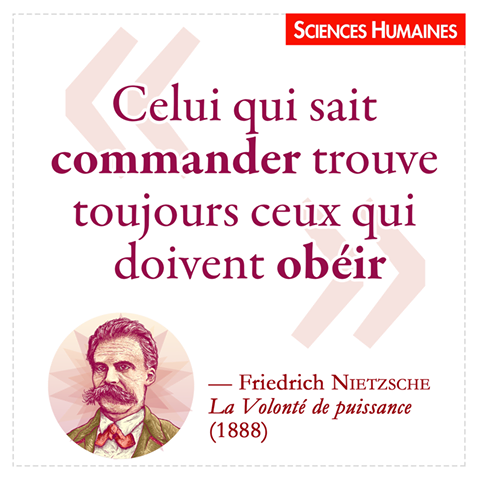 SCIENCES HUMAINES
Celui qui sait
commander trouve
toujours ceux qui
doivent obéir
— Friedrich NIETZSCHE
La Volonté de puissance
(1888)